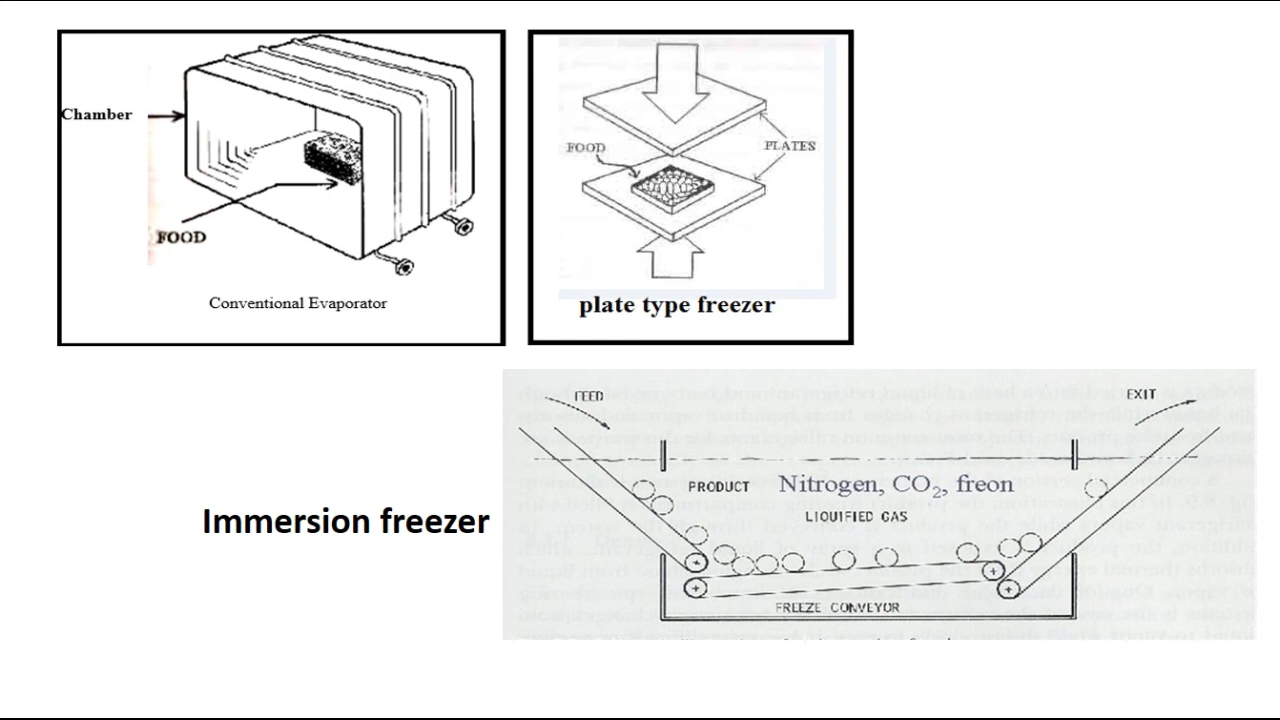 Chamber
FOOD
Conventional Evaporator
FOOD
PLATES
plate type freezer
Immersion freezer
FEED
EXIT
PRODUCT
Nitrogen, CO₂, freon
LIQUIFIED GAS
FREEZE CONVEYOR